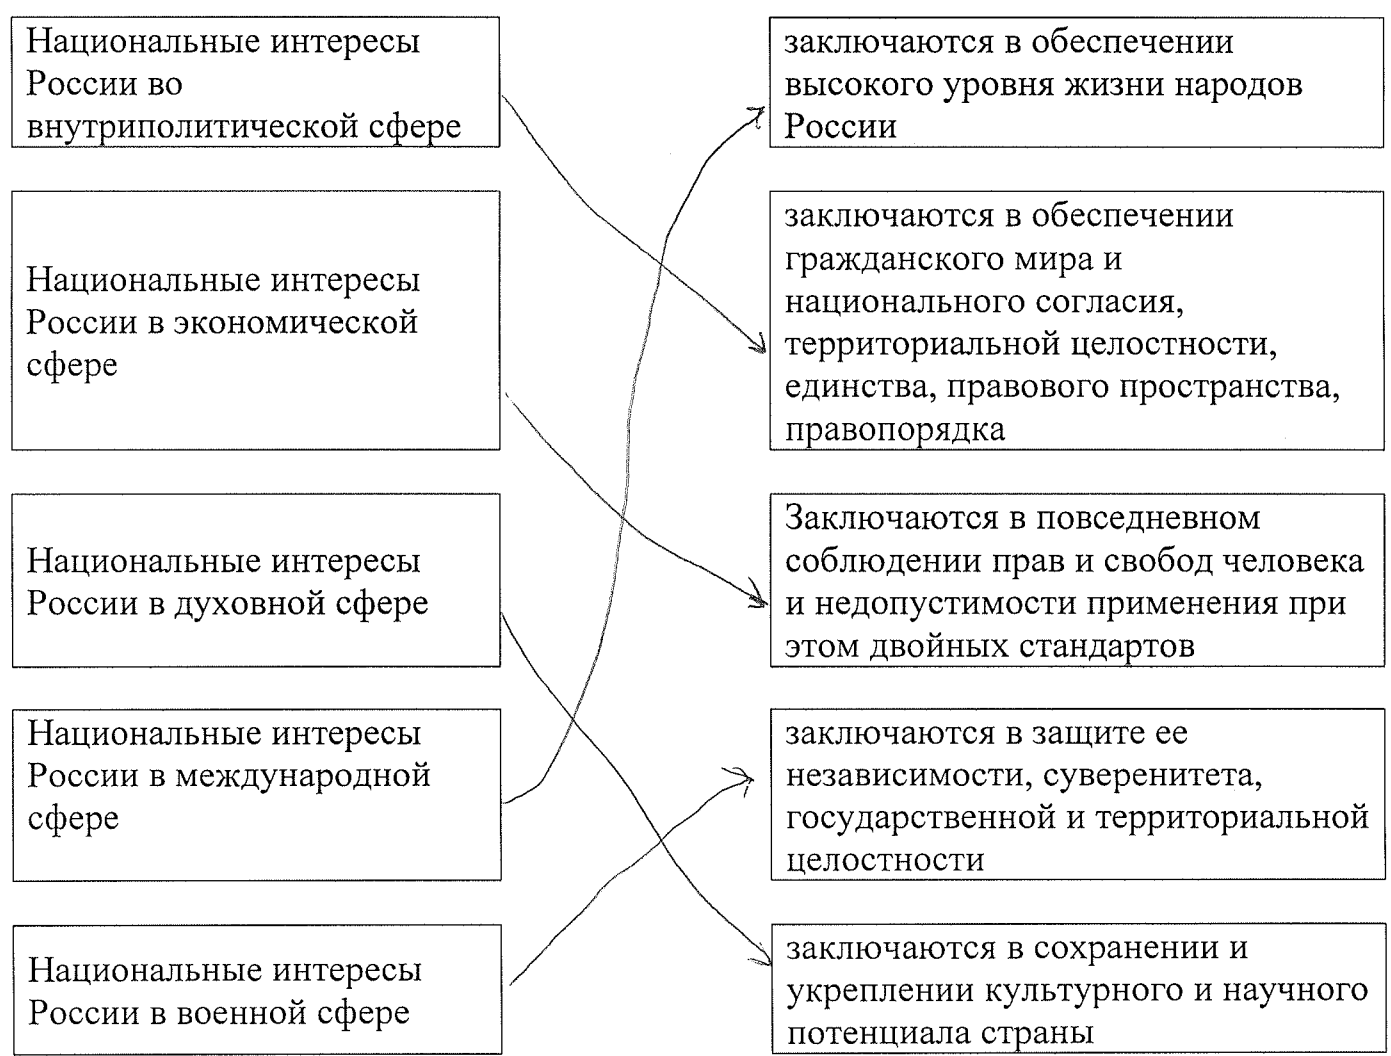 Национальные интересы
России во
внутриполитической сфере
заключаются в обеспечении
высокого уровня жизни народов
России
Национальные интересы
России в экономической
сфере
заключаются в обеспечении
гражданского мира и
национального согласия,
территориальной целостности,
единства, правового пространства,
правопорядка
Национальные интересы
России в духовной сфере
Заключаются в повседневном
соблюдении прав и свобод человека
и недопустимости применения при
этом двойных стандартов
Национальные интересы
России в международной
сфере
заключаются в защите ее
независимости, суверенитета,
государственной и территориальной
целостности
Национальные интересы
России в военной сфере
заключаются в сохранении и
укреплении культурного и научного
потенциала страны